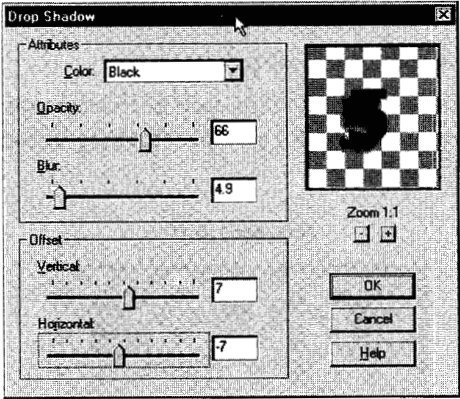 Drop Shadow
Attributes
Color: Black
Opacity:
66
Blur:
4.9
5
Zoom 1:1
- +
Offset
Vertical:
7
Horizontal:
-7
OK
Cancel
Help